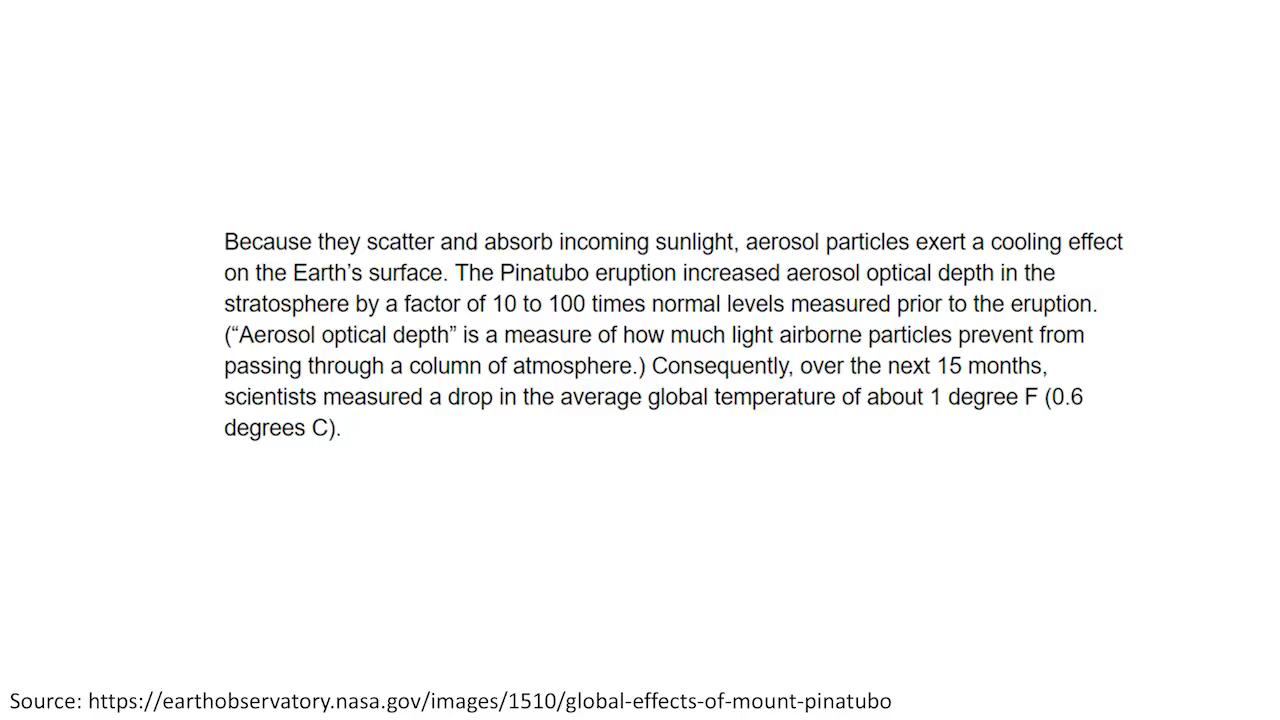 Because they scatter and absorb incoming sunlight, aerosol particles exert a cooling effect
on the Earth’s surface. The Pinatubo eruption increased aerosol optical depth in the
stratosphere by a factor of 10 to 100 times normal levels measured prior to the eruption.
(“Aerosol optical depth” is a measure of how much light airborne particles prevent from
passing through a column of atmosphere.) Consequently, over the next 15 months,
scientists measured a drop in the average global temperature of about 1 degree F (0.6
degrees C).
Source: https://earthobservatory.nasa.gov/images/1510/global-effects-of-mount-pinatubo